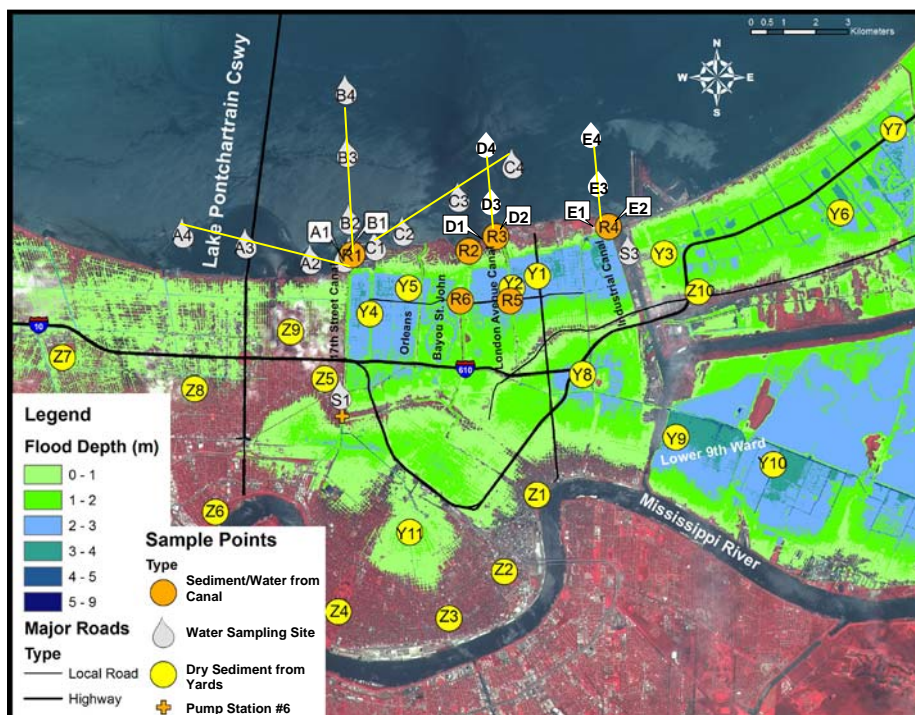 0 0.5 1 2 3
Kilometers
N
W E
S
Lake Pontchartrain Cswy
B4
B3
B2
B1
A1
A2
A3
A4
C1
C2
C3
C4
D1
D2
D3
D4
E1
E2
E3
E4
R1
R2
R3
R4
R5
R6
S1
S3
Y1
Y2
Y3
Y4
Y5
Y6
Y7
Y8
Y9
Y10
Y11
Z1
Z2
Z3
Z4
Z5
Z6
Z7
Z8
Z9
Z10
17th Street Canal
Orleans
Bayou St. John
London Avenue Canal
Industrial Canal
10
610
Lower 9th Ward
Mississippi River
Legend
Flood Depth (m)
0 - 1
1 - 2
2 - 3
3 - 4
4 - 5
5 - 9
Major Roads
Type
Local Road
Highway
Sample Points
Type
Sediment/Water from
Canal
Water Sampling Site
Dry Sediment from
Yards
Pump Station #6